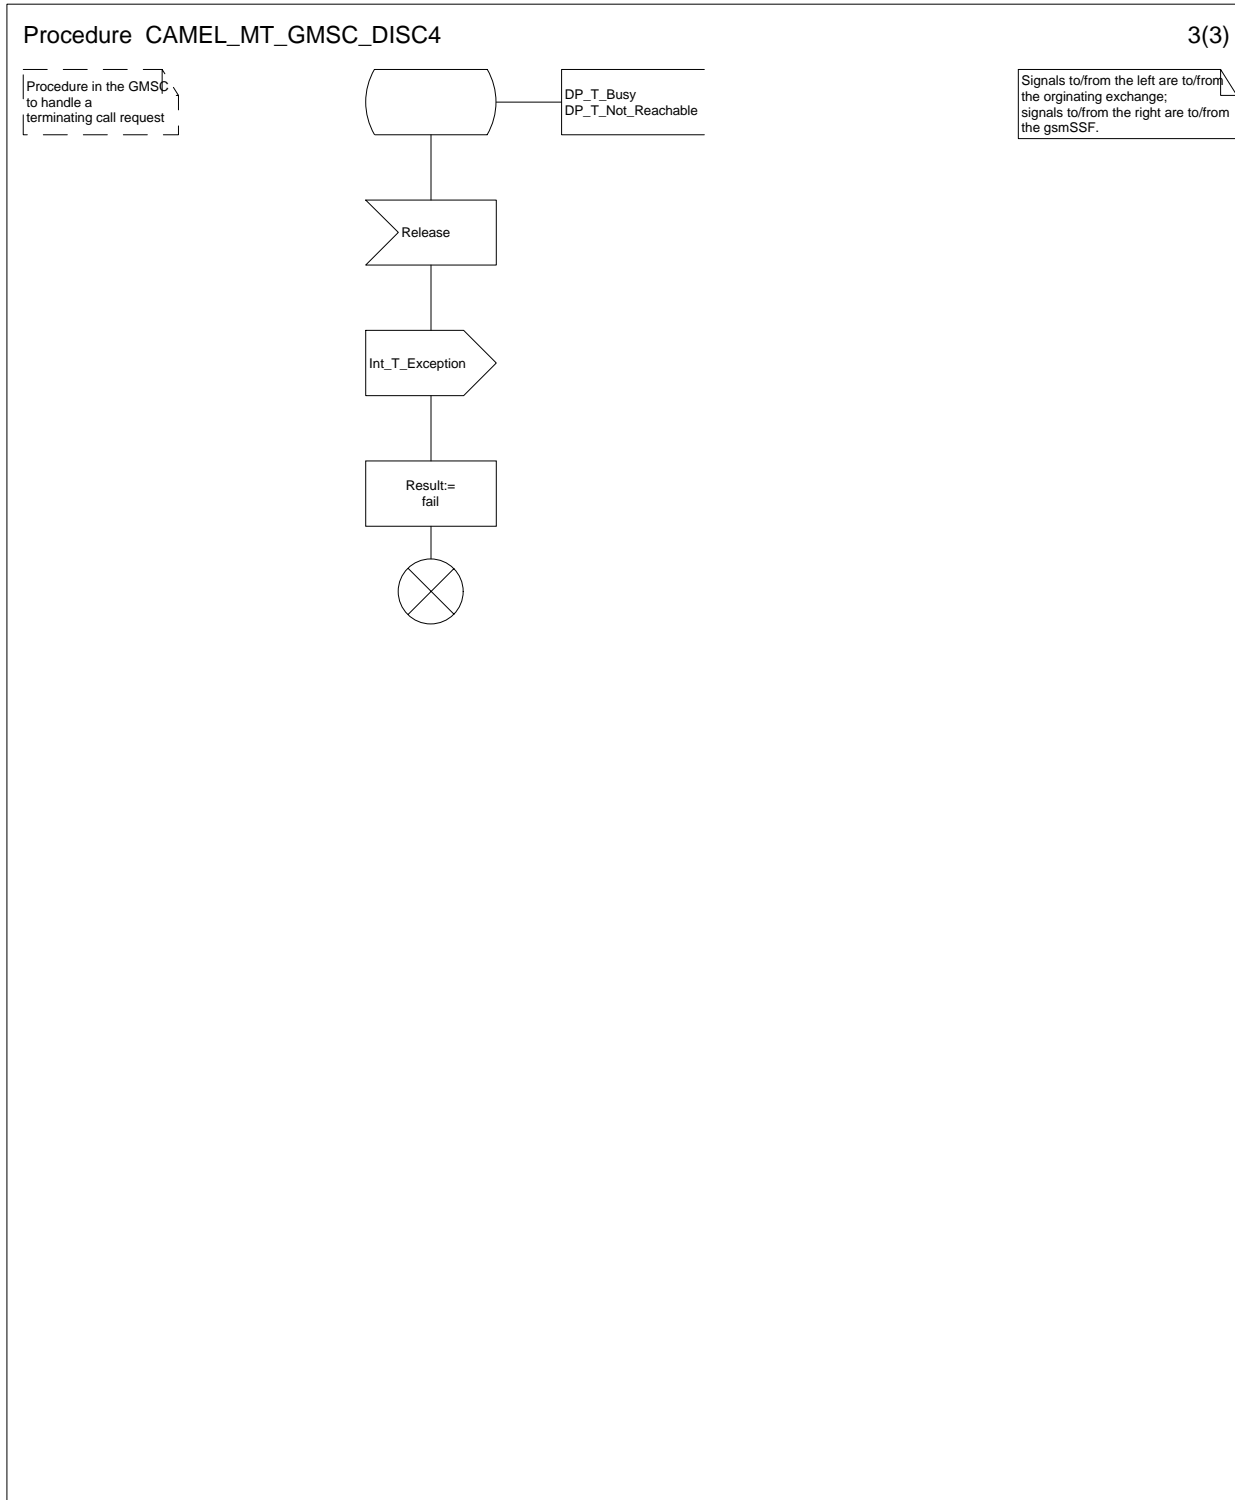 Procedure CAMEL_MT_GMSC_DISC4
3(3)
Procedure in the GMSC
to handle a
terminating call request
DP_T_Busy
DP_T_Not_Reachable
Signals to/from the left are to/from
the orginating exchange;
signals to/from the right are to/from
the gsmSSF.
Release
Int_T_Exception
Result:=
fail